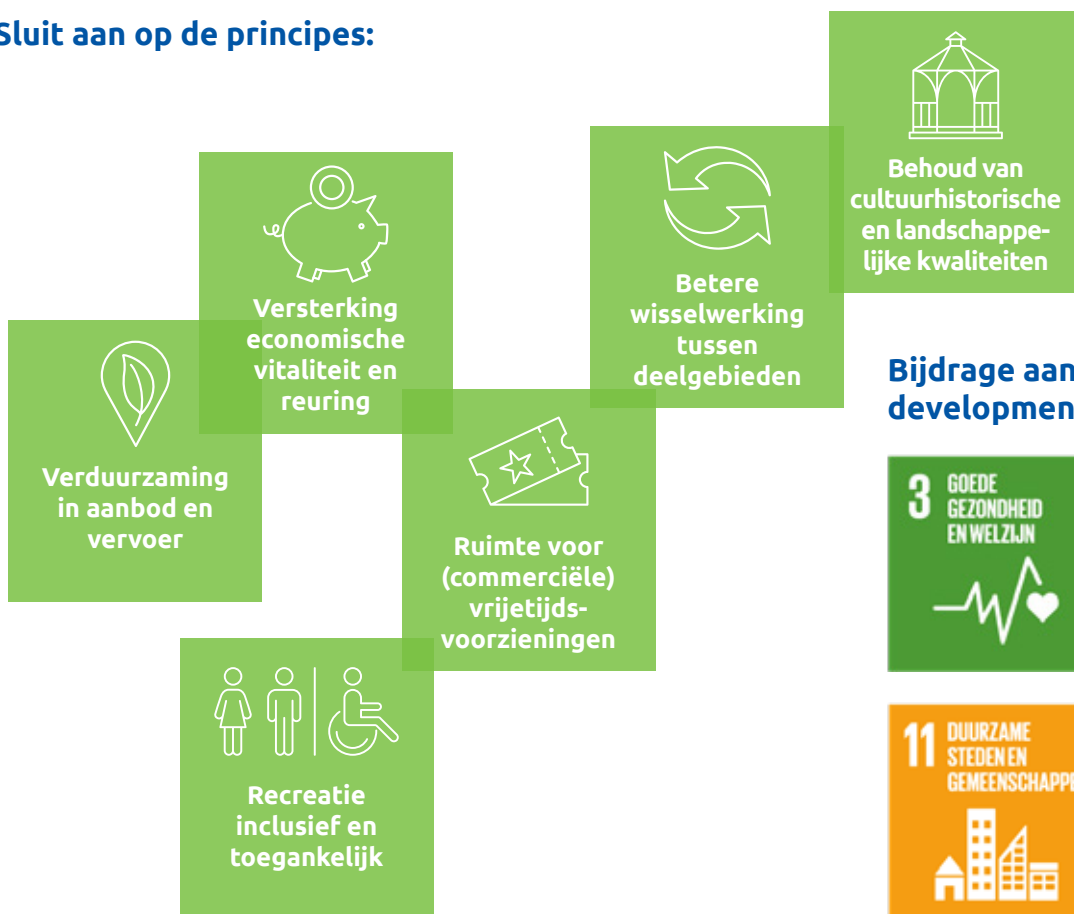 Sluit aan op de principes:
Behoud van
cultuurhistorische
en landschappe-
lijke kwaliteiten
Versterking
economische
vitaliteit en
reuring
Betere
wisselwerking
tussen
deelgebieden
Verduurzaming
in aanbod en
vervoer
Ruimte voor
(commerciële)
vrijetijds-
voorzieningen
Recreatie
inclusief en
toegankelijk
Bijdrage aan
developmen
3 GOEDE
GEZONDHEID
EN WELZIJN
11 DUURZAME
STEDEN EN
GEMEENSCHAPPE